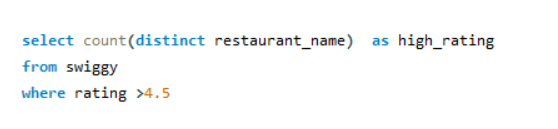 select count(distinct restaurant_name)  as high_rating
from swiggy
where rating >4.5